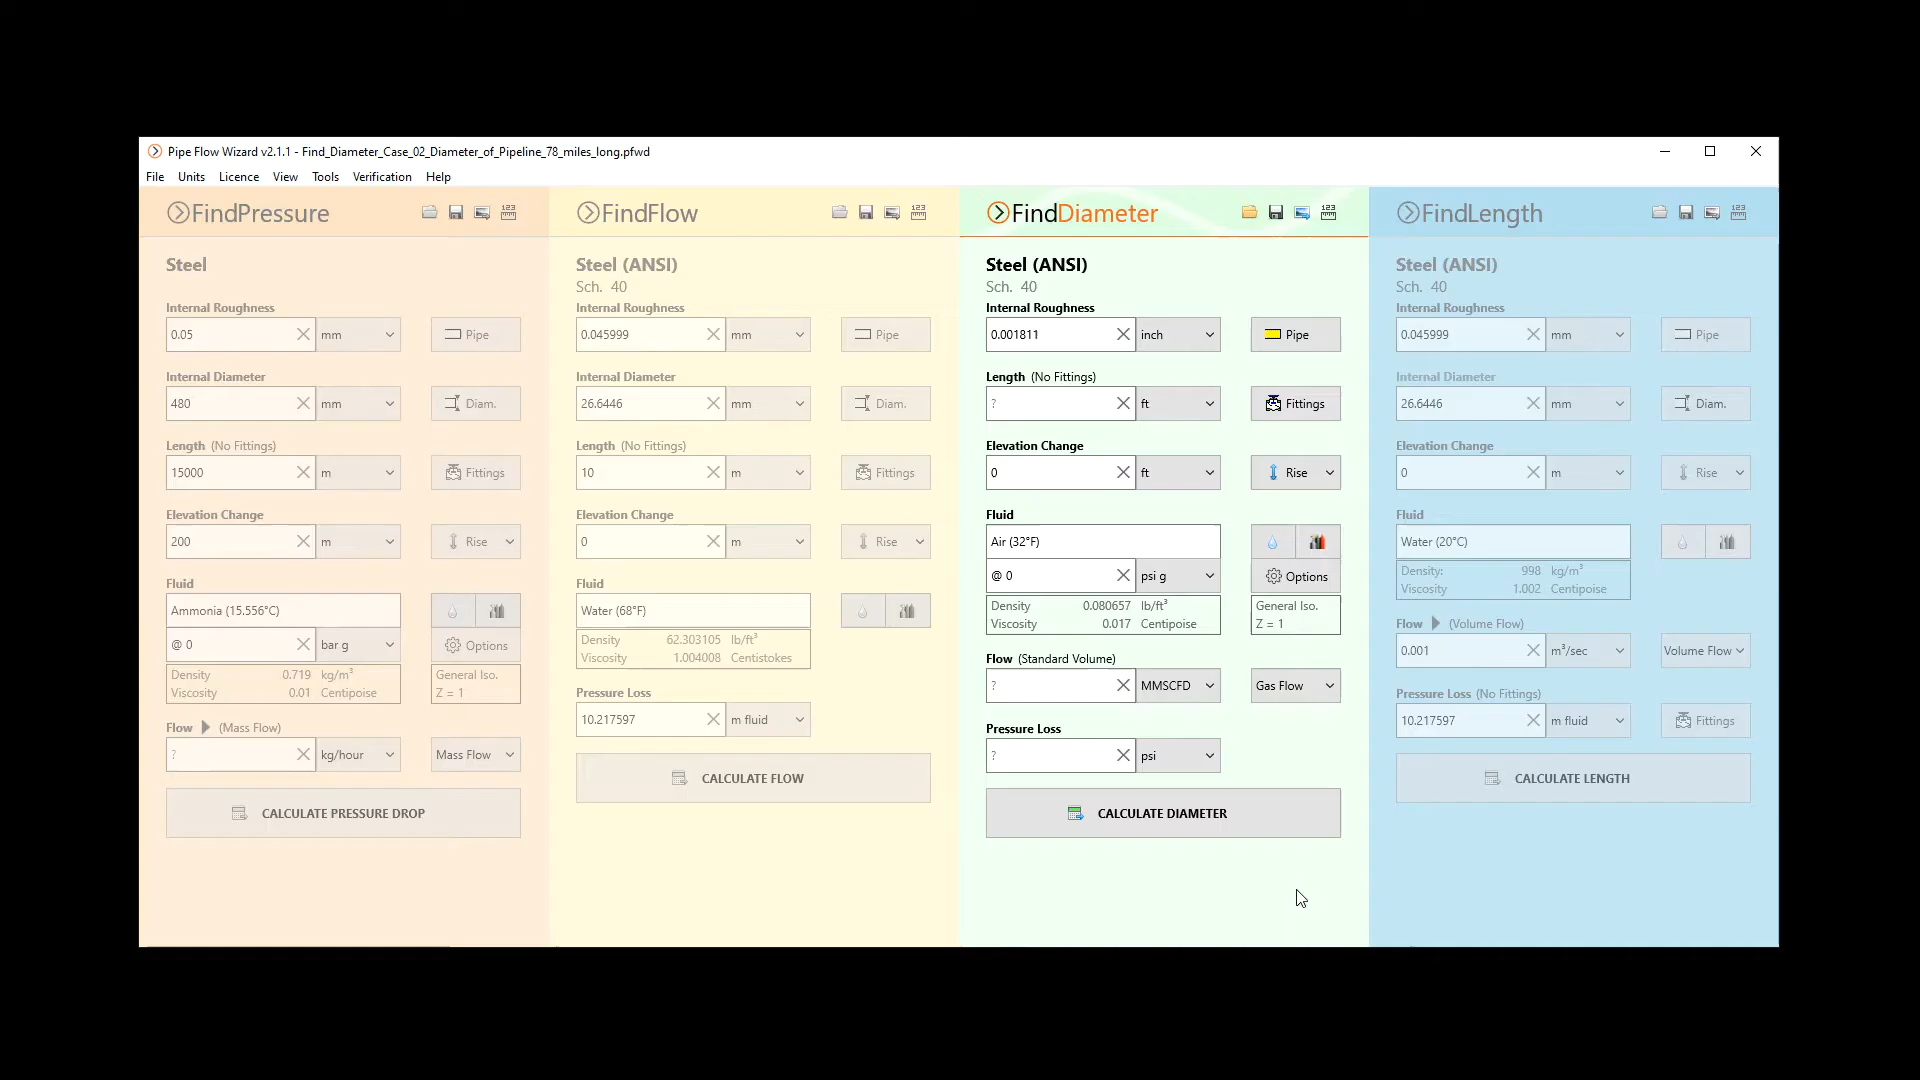 Pipe Flow Wizard v2.1.1 - Find_Diameter_Case_02_Diameter_of_Pipeline_78_miles_long.pfwd
File Units Licence View Tools Verification Help
FindPressure
123
Steel
Internal Roughness
0.05 mm Pipe
Internal Diameter
480 mm Diam.
Length (No Fittings)
15000 m Fittings
Elevation Change
200 m Rise
Fluid
Ammonia (15.556°C)
@ 0 bar g Options
Density 0.719 kg/m³ General Iso.
Viscosity 0.01 Centipoise Z = 1
Flow (Mass Flow)
? kg/hour Mass Flow
CALCULATE PRESSURE DROP
FindFlow
123
Steel (ANSI)
Sch. 40
Internal Roughness
0.045999 mm Pipe
Internal Diameter
26.6446 mm Diam.
Length (No Fittings)
10 m Fittings
Elevation Change
0 m Rise
Fluid
Water (68°F)
Density 62.303105 lb/ft³
Viscosity 1.004008 Centistokes
Pressure Loss
10.217597 m fluid
CALCULATE FLOW
FindDiameter
123
Steel (ANSI)
Sch. 40
Internal Roughness
0.001811 inch Pipe
Length (No Fittings)
? ft Fittings
Elevation Change
0 ft Rise
Fluid
Air (32°F)
@ 0 psi g Options
Density 0.080657 lb/ft³ General Iso.
Viscosity 0.017 Centipoise Z = 1
Flow (Standard Volume)
? MMSCFD Gas Flow
Pressure Loss
? psi
CALCULATE DIAMETER
FindLength
123
Steel (ANSI)
Sch. 40
Internal Roughness
0.045999 mm Pipe
Internal Diameter
26.6446 mm Diam.
Elevation Change
0 m Rise
Fluid
Water (20°C)
Density: 998 kg/m³
Viscosity 1.002 Centipoise
Flow (Volume Flow)
0.001 m³/sec Volume Flow
Pressure Loss (No Fittings)
10.217597 m fluid Fittings
CALCULATE LENGTH